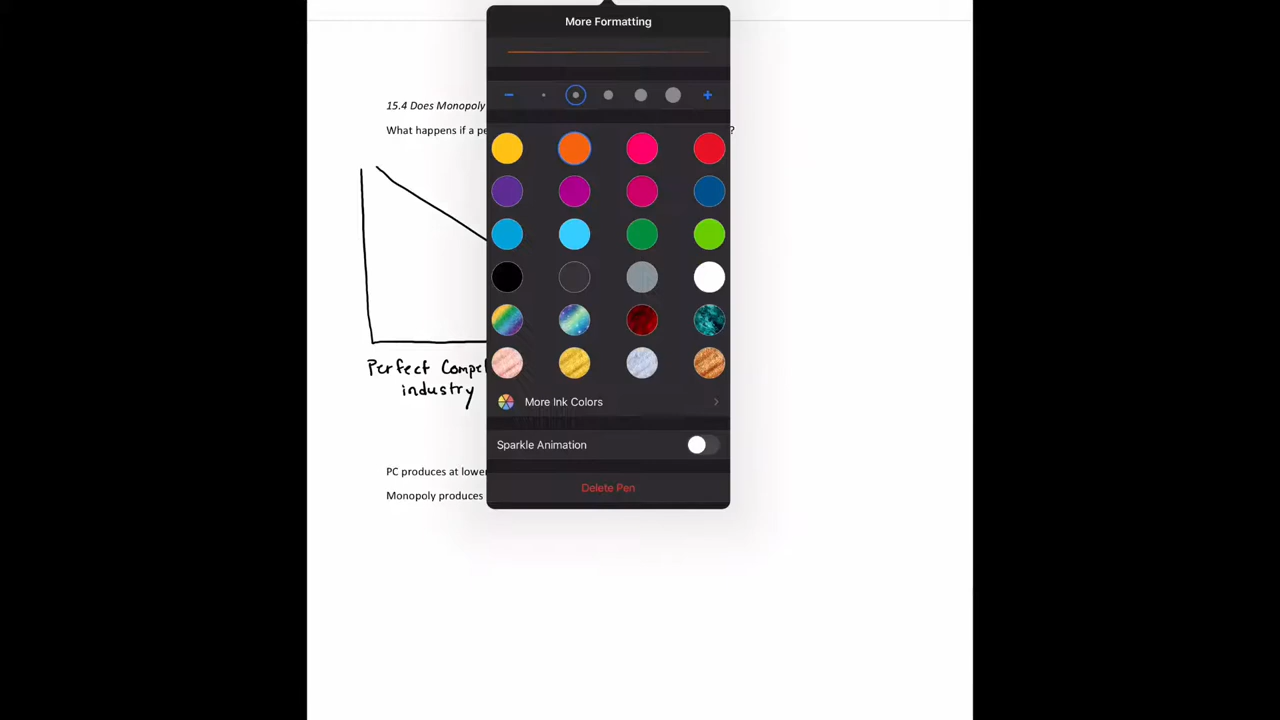 More Formatting
15.4 Does Monopoly
What happens if a pe
?
Perfect Compe
industry
More Ink Colors
Sparkle Animation
PC produces at lower
Delete Pen
Monopoly produces